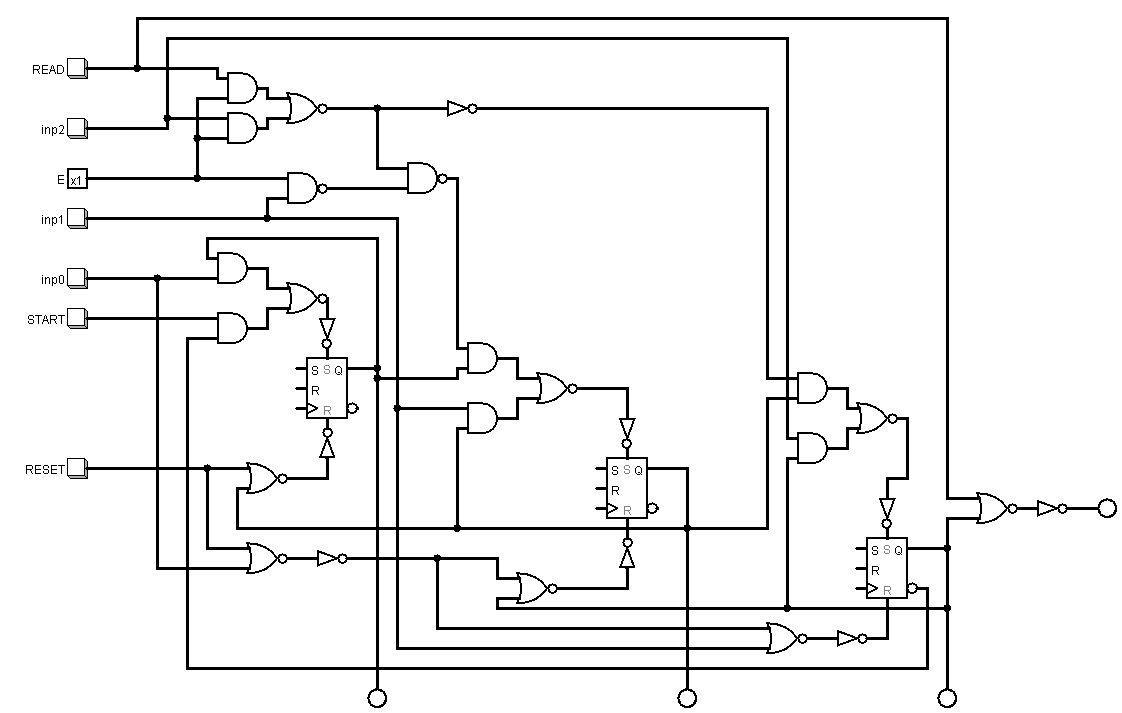 READ
inp2
E x1
inp1
inp0
START
S S Q
R
R
RESET
S S Q
R
R
S S Q
R
R